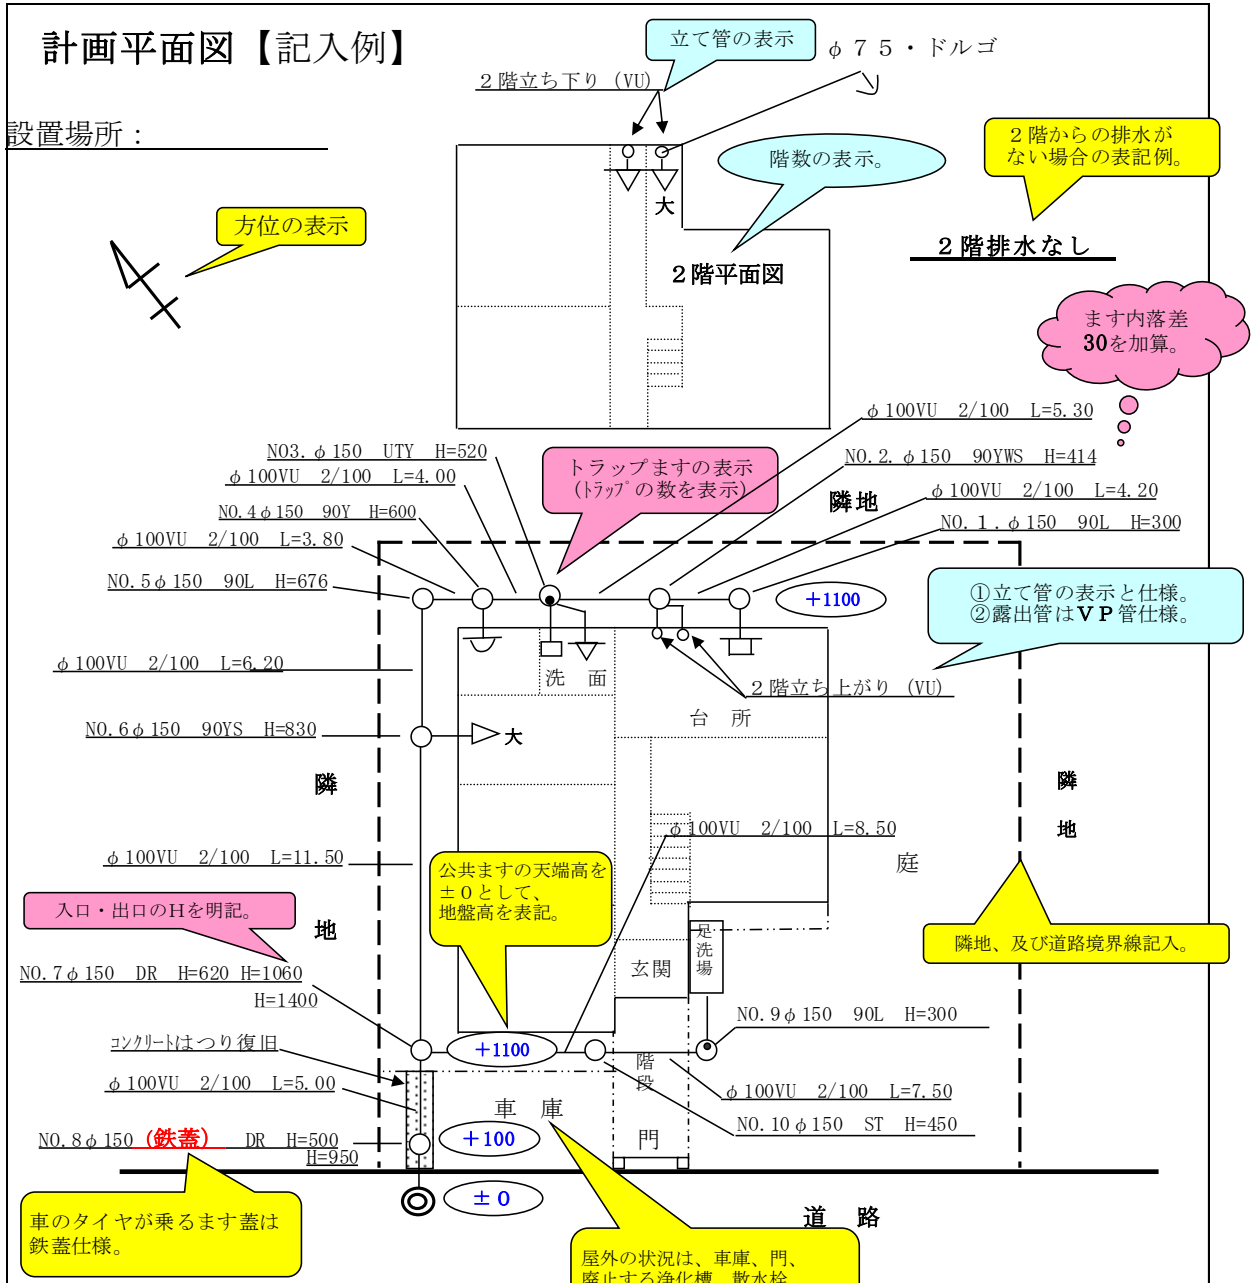 計画平面図【記入例】
立て管の表示
φ７５・ドルゴ
２階立ち下り (VU)
設置場所：
階数の表示。
２階からの排水が
ない場合の表記例。
大
方位の表示
２階排水なし
２階平面図
ます内落差
30を加算。
φ100VU 2/100 L=5.30
NO3.φ150 UTY H=520
トラップますの表示
(トラップの数を表示)
NO.2.φ150 90YWS H=414
φ100VU 2/100 L=4.00
隣地
φ100VU 2/100 L=4.20
NO.4φ150 90Y H=600
NO.１.φ150 90L H=300
φ100VU 2/100 L=3.80
NO.5φ150 90L H=676
+1100
①立て管の表示と仕様。
②露出管はＶＰ管仕様。
φ100VU 2/100 L=6.20
洗 面
２階立ち上がり (VU)
台 所
NO.6φ150 90YS H=830
大
隣
地
隣
地
φ100VU 2/100 L=8.50
φ100VU 2/100 L=11.50
庭
公共ますの天端高を
±０として、
地盤高を表記。
入口・出口のHを明記。
足洗場
隣地、及び道路境界線記入。
玄関
NO.7φ150 DR H=620 H=1060
H=1400
NO.9φ150 90L H=300
コンクリートはつり復旧
+1100
階段
φ100VU 2/100 L=5.00
φ100VU 2/100 L=7.50
車 庫
NO.10φ150 ST H=450
NO.8φ150 (鉄蓋) DR H=500
H=950
+100
門
±０
道 路
車のタイヤが乗るます蓋は
鉄蓋仕様。
屋外の状況は、車庫、門、
廃止する浄化槽、散水栓